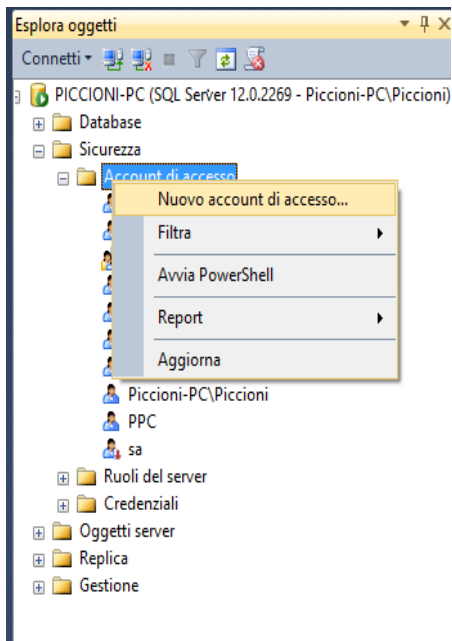 Esplora oggetti
Connetti
PICCIONI-PC (SQL Server 12.0.2269 - Piccioni-PC\Piccioni)
Database
Sicurezza
Account di accesso
Nuovo account di accesso...
Filtra
Avvia PowerShell
Report
Aggiorna
Piccioni-PC\Piccioni
PPC
sa
Ruoli del server
Credenziali
Oggetti server
Replica
Gestione